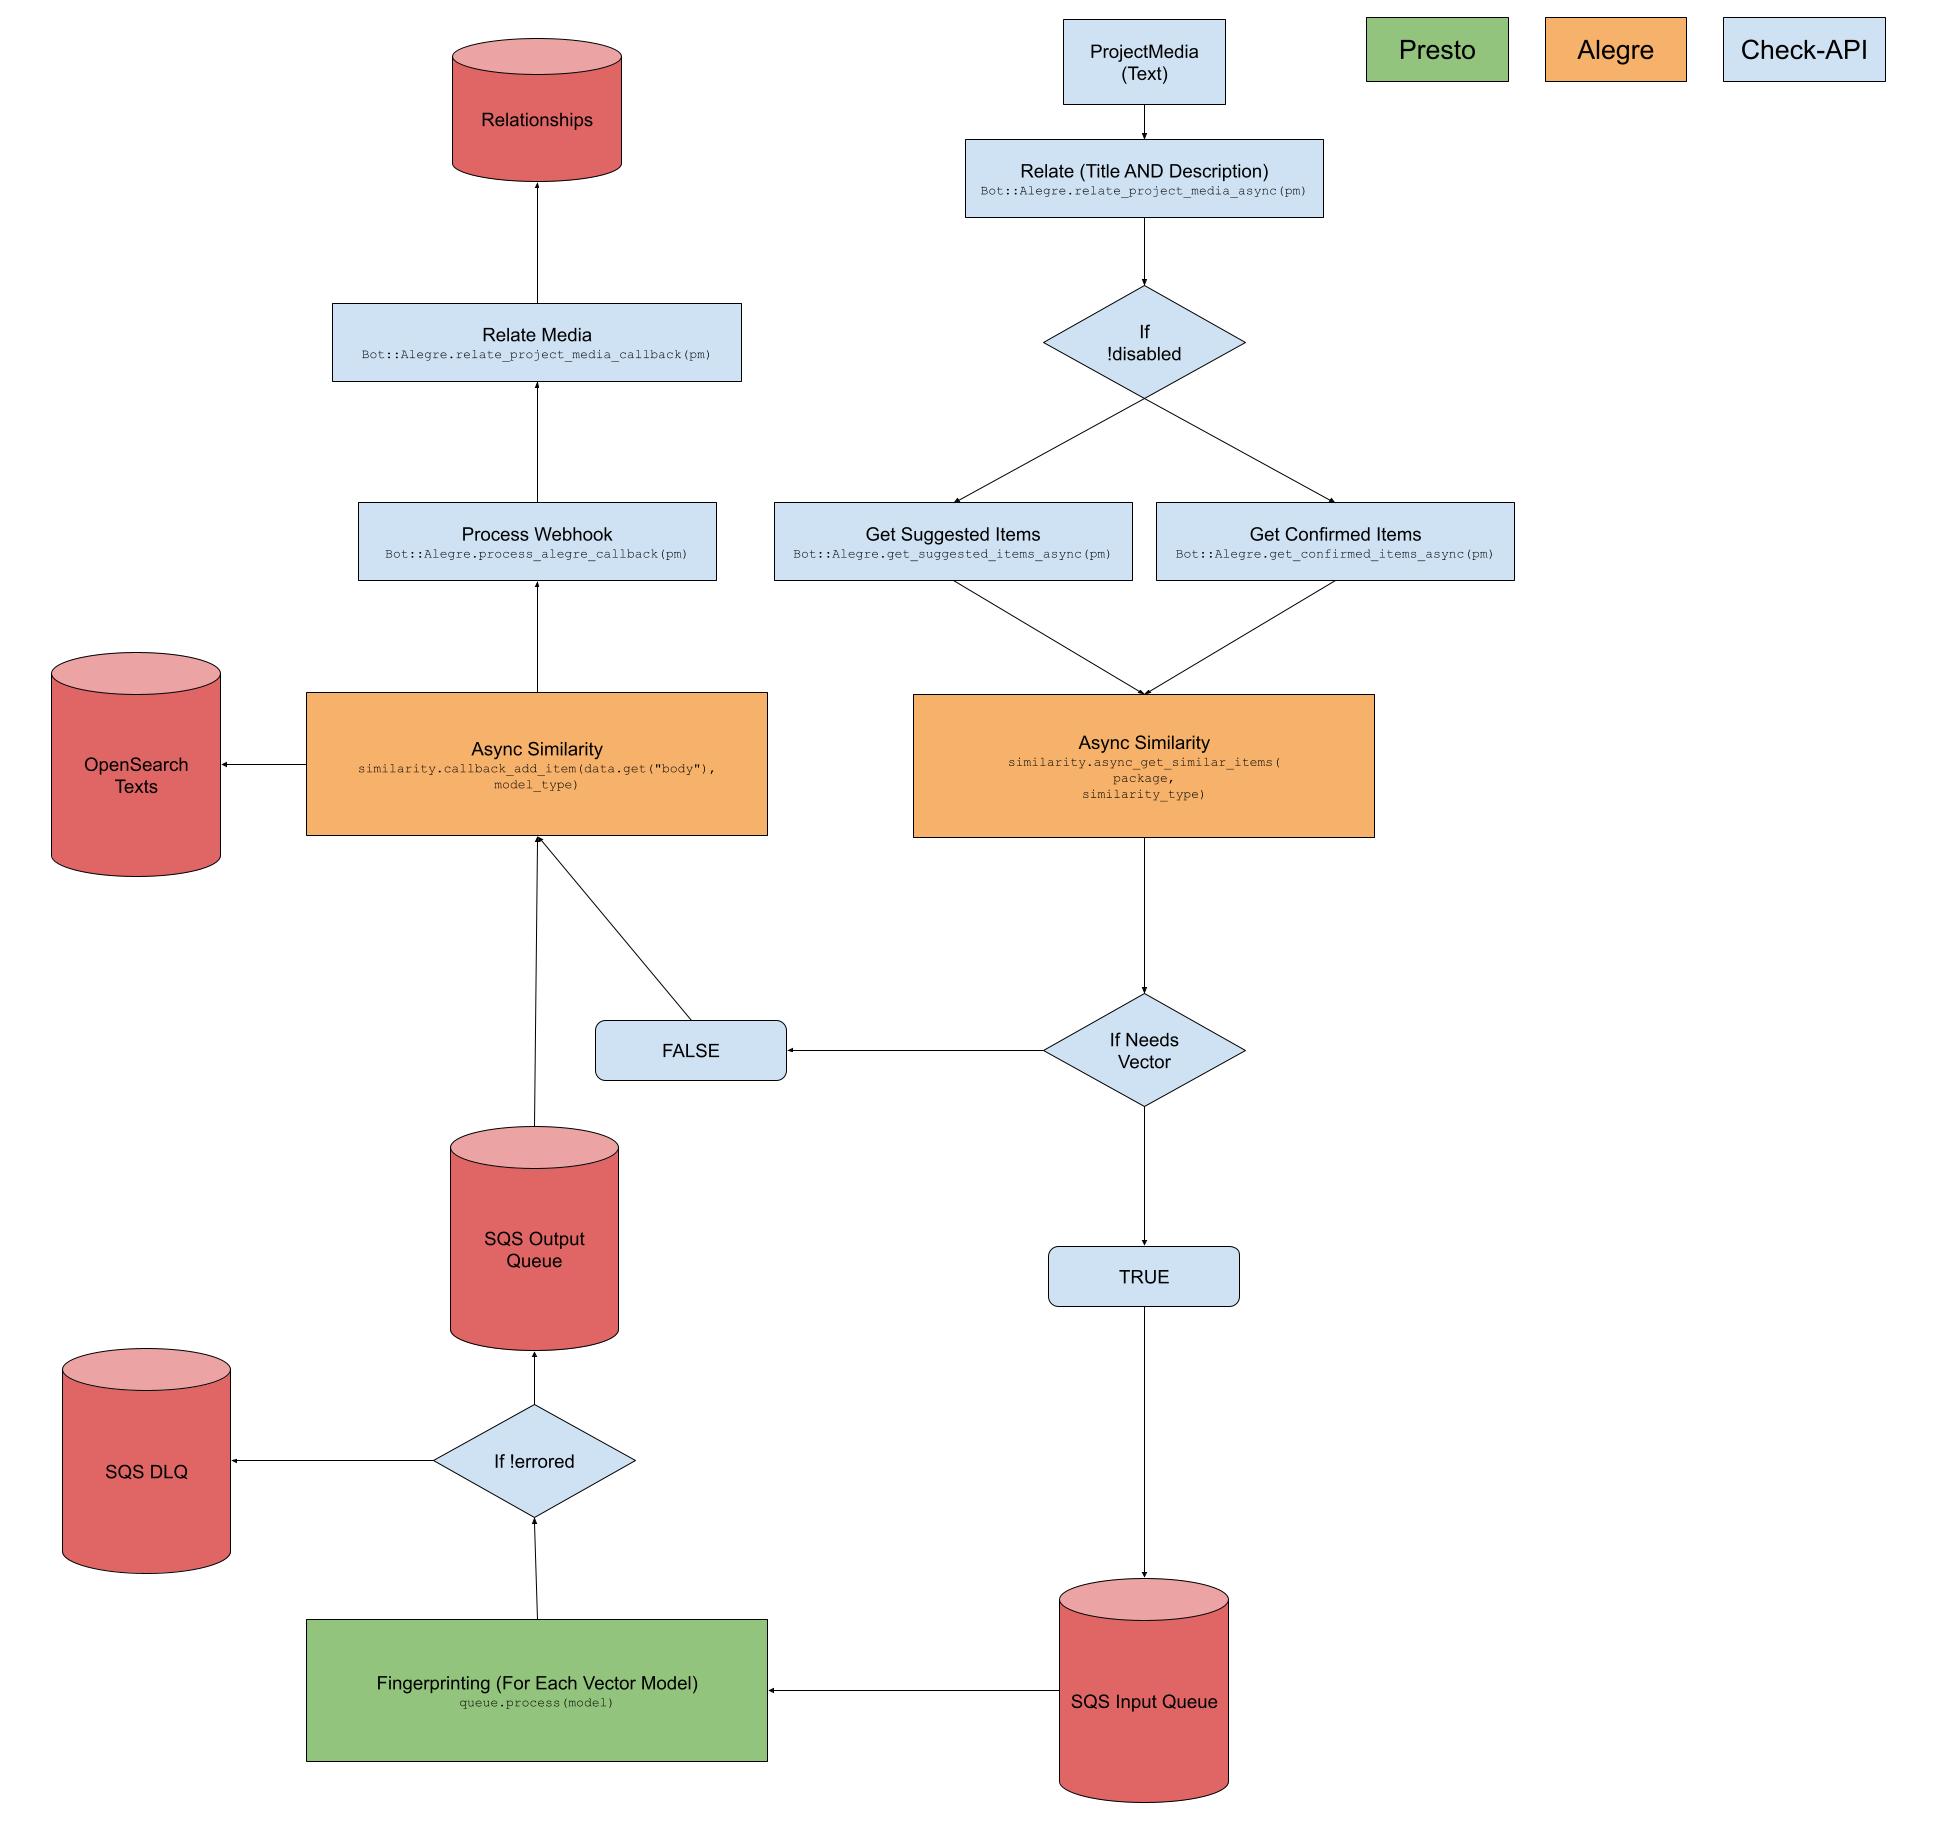 Presto
Alegre
Check-API
ProjectMedia
(Text)
Relationships
Relate (Title AND Description)
Bot::Alegre.relate_project_media_async(pm)
If
!disabled
Relate Media
Bot::Alegre.relate_project_media_callback(pm)
Process Webhook
Bot::Alegre.process_alegre_callback(pm)
Get Suggested Items
Bot::Alegre.get_suggested_items_async(pm)
Get Confirmed Items
Bot::Alegre.get_confirmed_items_async(pm)
OpenSearch
Texts
Async Similarity
similarity.callback_add_item(data.get("body"),
model_type)
Async Similarity
similarity.async_get_similar_items(
package,
similarity_type)
FALSE
If Needs
Vector
SQS Output
Queue
TRUE
SQS DLQ
If !errored
Fingerprinting (For Each Vector Model)
queue.process(model)
SQS Input Queue